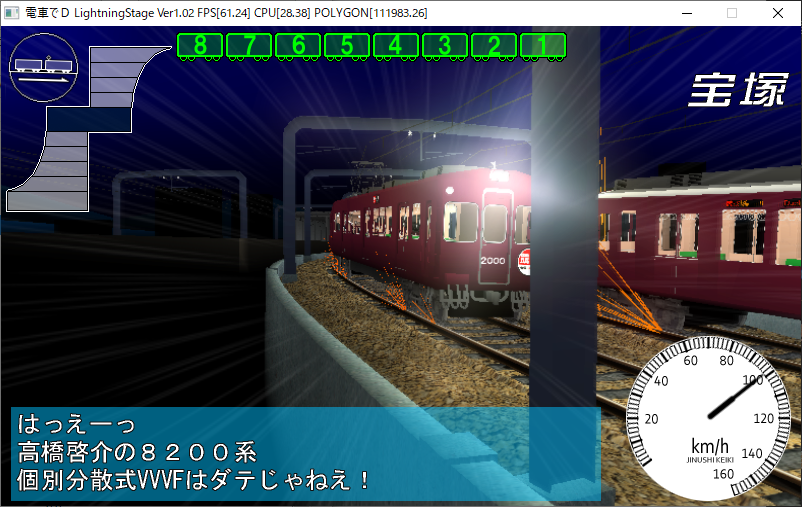 電車でD LightningStage Ver1.02 FPS[61.24] CPU[28.38] POLYGON[111983.26]
8 7 6 5 4 3 2 1
宝塚
2000
20 40 60 80 100 120 140 160
km/h
JINUSHI KEIKI
はっえーっ
高橋啓介の8200系
個別分散式VVVFはダテじゃねえ!